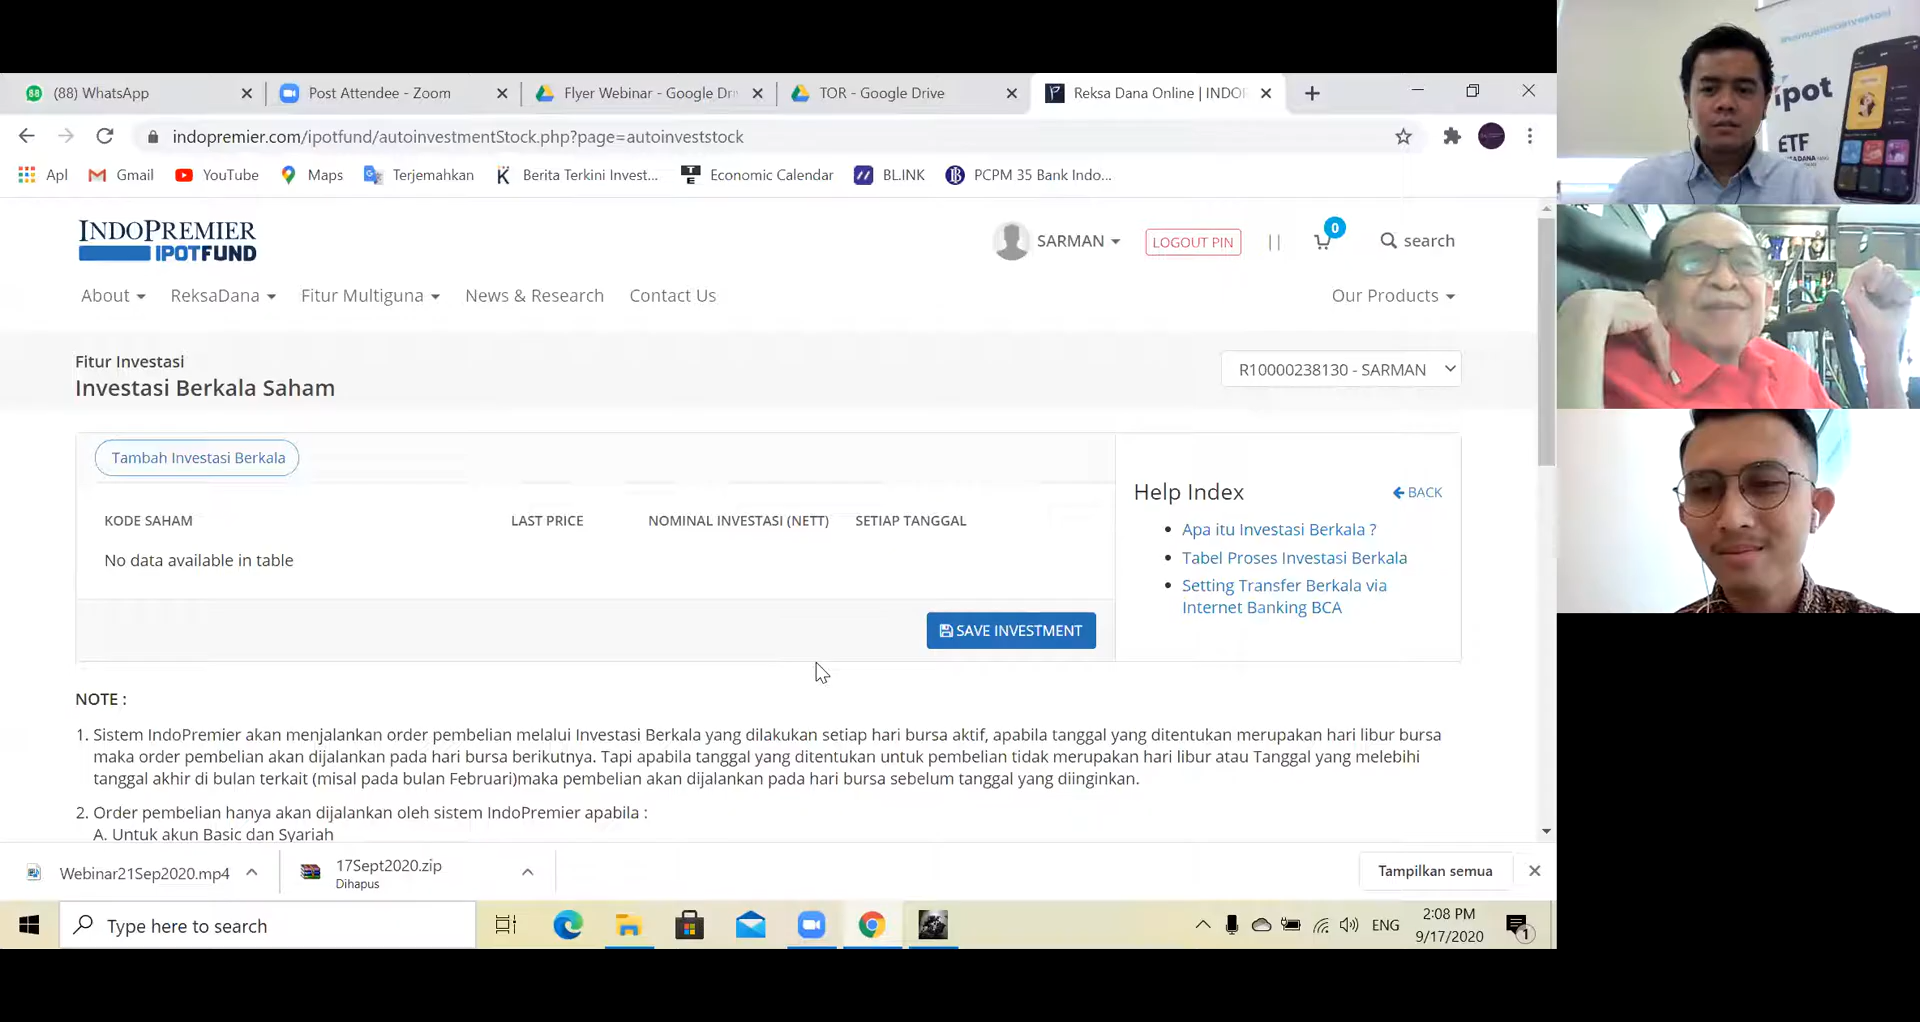 (88) WhatsApp
Post Attendee - Zoom
Flyer Webinar - Google Dri
TOR - Google Drive
Reksa Dana Online | INDO
indopremier.com/ipotfund/autoinvestmentStock.php?page=autoinveststock
Apl
Gmail
YouTube
Maps
Terjemahkan
Berita Terkini Invest...
Economic Calendar
BL.INK
PCPM 35 Bank Indo...
INDOPREMIER
IPOTFUND
SARMAN
LOGOUT PIN
0
search
About
ReksaDana
Fitur Multiguna
News & Research
Contact Us
Our Products
Fitur Investasi
Investasi Berkala Saham
R10000238130 - SARMAN
Tambah Investasi Berkala
KODE SAHAM
LAST PRICE
NOMINAL INVESTASI (NETT)
SETIAP TANGGAL
No data available in table
SAVE INVESTMENT
Help Index
BACK
Apa itu Investasi Berkala ?
Tabel Proses Investasi Berkala
Setting Transfer Berkala via
Internet Banking BCA
NOTE :
1. Sistem IndoPremier akan menjalankan order pembelian melalui Investasi Berkala yang dilakukan setiap hari bursa aktif, apabila tanggal yang ditentukan merupakan hari libur bursa
maka order pembelian akan dijalankan pada hari bursa berikutnya. Tapi apabila tanggal yang ditentukan untuk pembelian tidak merupakan hari libur atau Tanggal yang melebihi
tanggal akhir di bulan terkait (misal pada bulan Februari)maka pembelian akan dijalankan pada hari bursa sebelum tanggal yang diinginkan.
2. Order pembelian hanya akan dijalankan oleh sistem IndoPremier apabila :
A. Untuk akun Basic dan Syariah
Webinar21Sep2020.mp4
17Sept2020.zip
Dihapus
Tampilkan semua
Type here to search
ENG
2:08 PM
9/17/2020
1
ipot
ETF